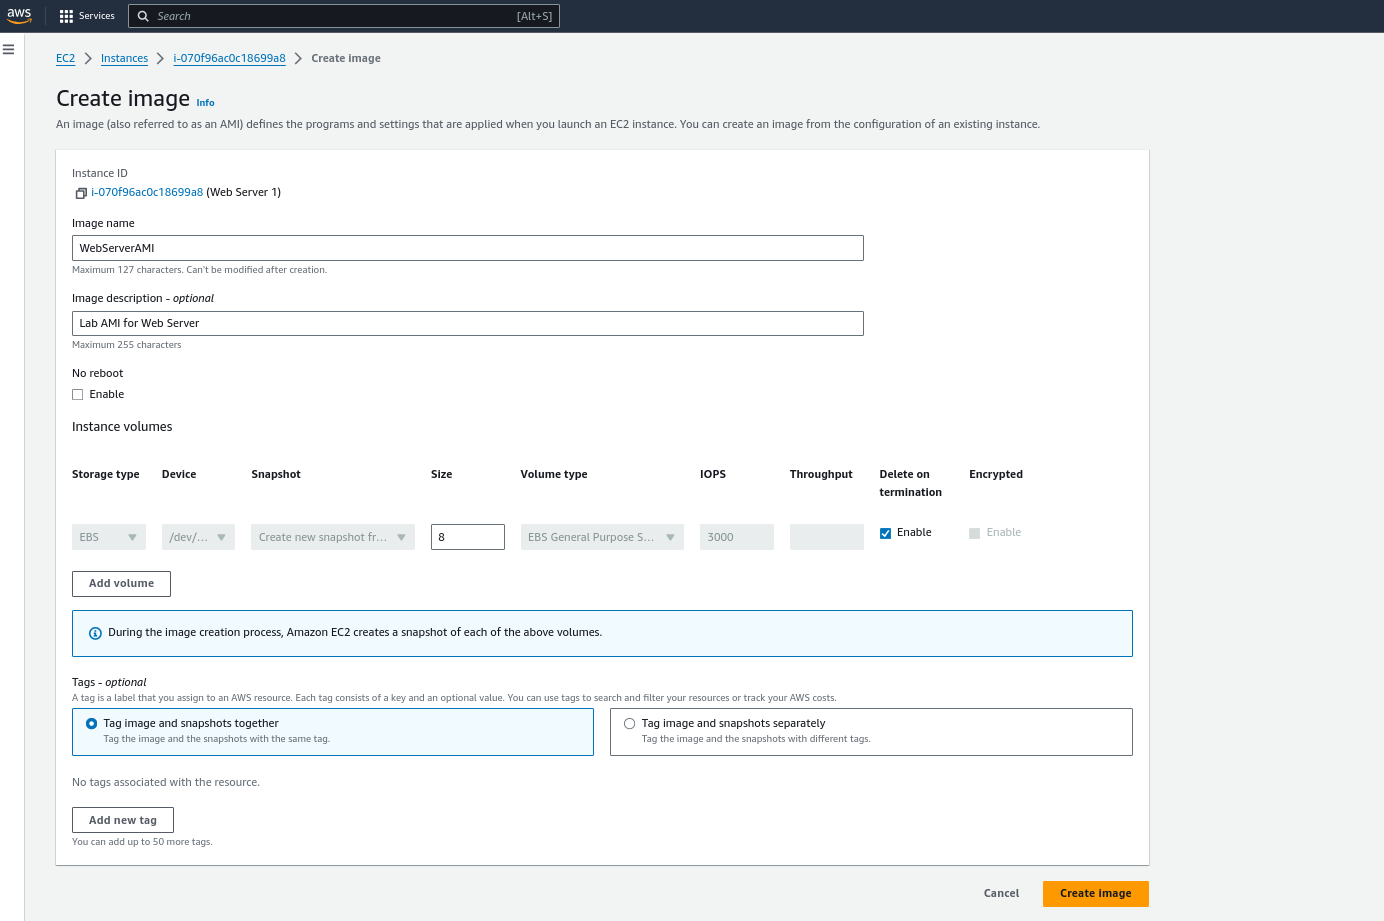 aws Services Search [Alt+S]
EC2 Instances i-070f96ac0c18699a8 Create image
Create image Info
An image (also referred to as an AMI) defines the programs and settings that are applied when you launch an EC2 instance. You can create an image from the configuration of an existing instance.
Instance ID
i-070f96ac0c18699a8 (Web Server 1)
Image name
WebServerAMI
Maximum 127 characters. Can't be modified after creation.
Image description - optional
Lab AMI for Web Server
Maximum 255 characters
No reboot
Enable
Instance volumes
Storage type Device Snapshot Size Volume type IOPS Throughput Delete on termination Encrypted
EBS /dev/... Create new snapshot fr... 8 EBS General Purpose S... 3000 Enable Enable
Add volume
During the image creation process, Amazon EC2 creates a snapshot of each of the above volumes.
Tags - optional
A tag is a label that you assign to an AWS resource. Each tag consists of a key and an optional value. You can use tags to search and filter your resources or track your AWS costs.
Tag image and snapshots together
Tag the image and the snapshots with the same tag.
Tag image and snapshots separately
Tag the image and the snapshots with different tags.
No tags associated with the resource.
Add new tag
You can add up to 50 more tags.
Cancel Create image